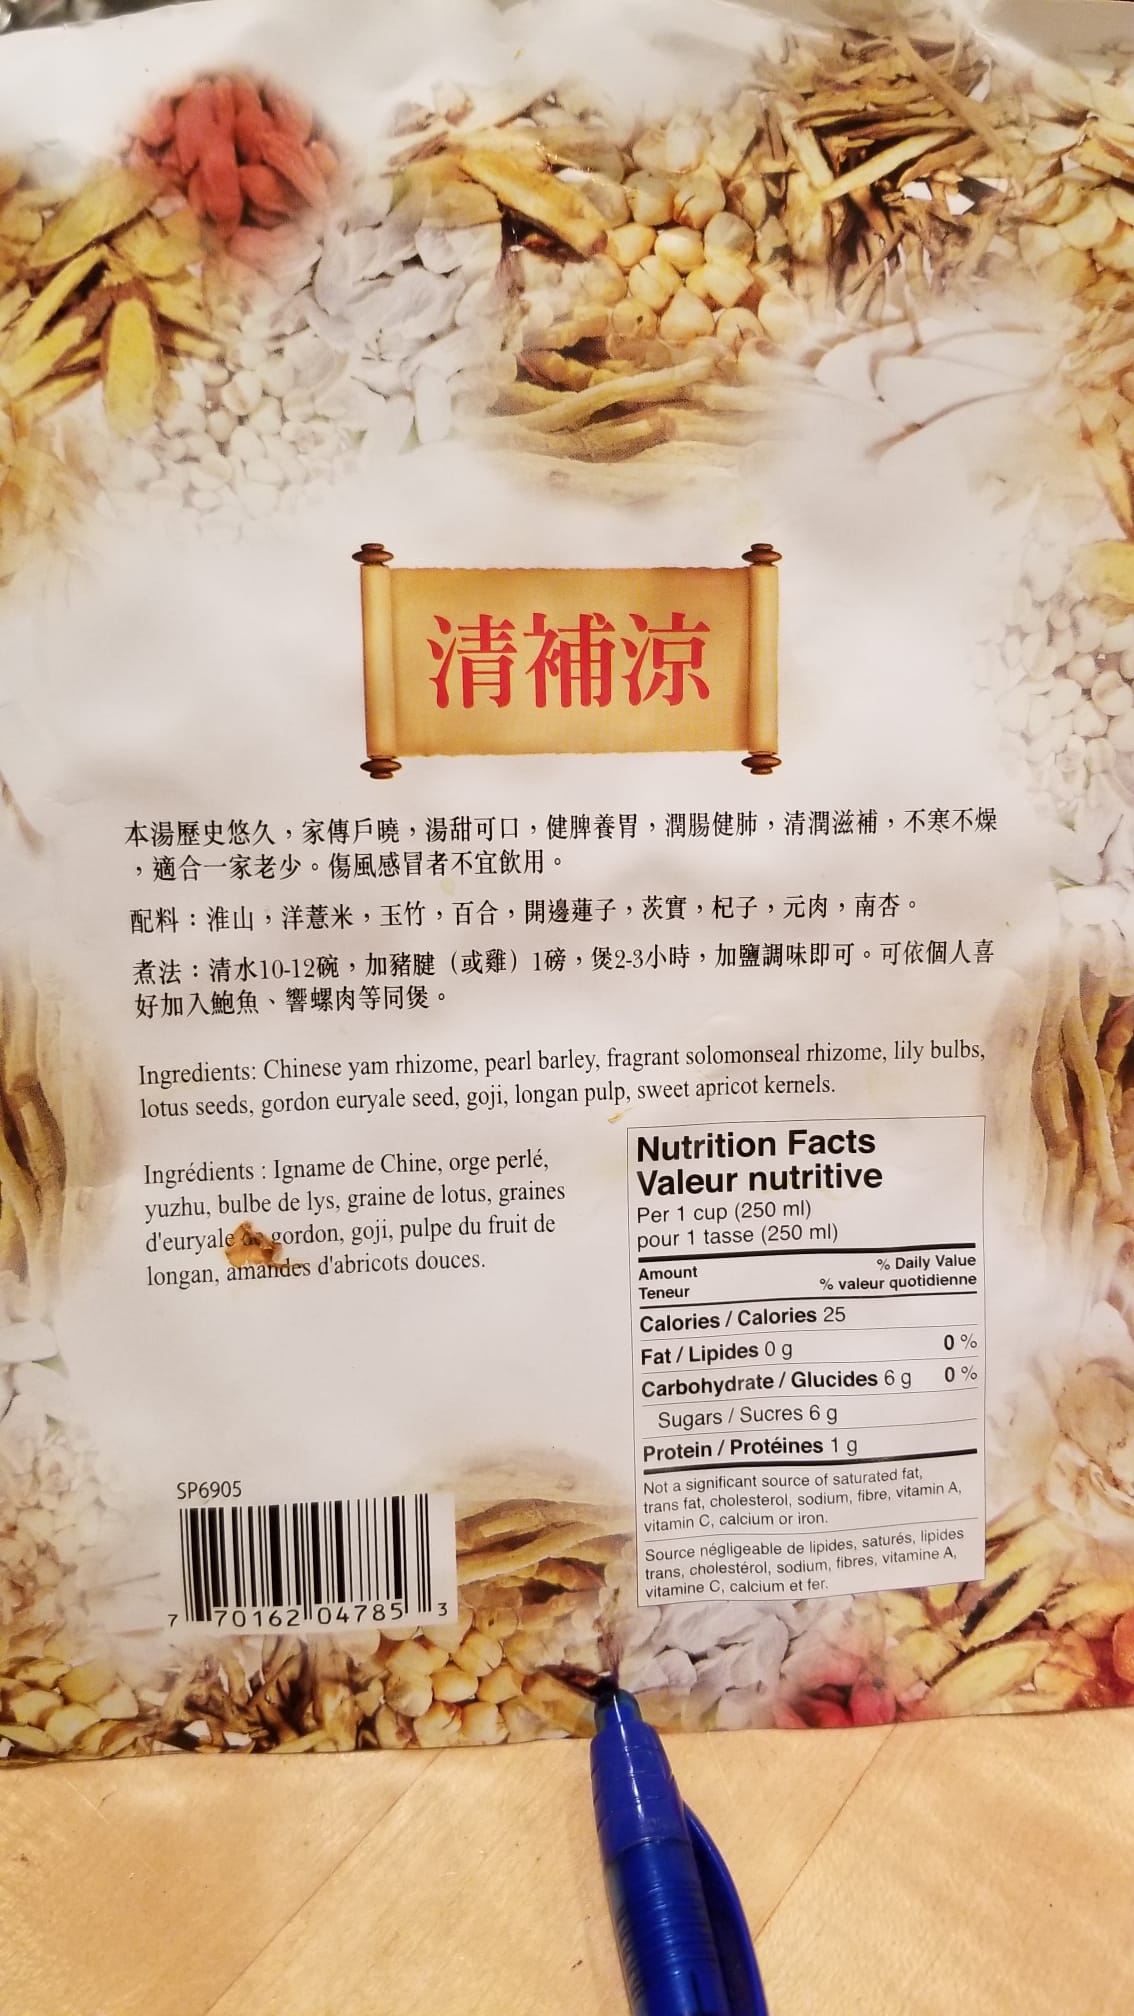 清補涼
本湯歷史悠久，家傳戶曉，湯甜可口，健脾養胃，潤腸健肺，清潤滋補，不寒不燥
，適合一家老少。傷風感冒者不宜飲用。
配料：淮山，洋薏米，玉竹，百合，開邊蓮子，茨實，杞子，元肉，南杏。
煮法：清水10-12碗，加豬腱（或雞）1磅，煲2-3小時，加鹽調味即可。可依個人喜
好加入鮑魚、響螺肉等同煲。
Ingredients: Chinese yam rhizome, pearl barley, fragrant solomonseal rhizome, lily bulbs,
lotus seeds, gordon euryale seed, goji, longan pulp, sweet apricot kernels.
Ingrédients : Igname de Chine, orge perlé,
yuzhu, bulbe de lys, graine de lotus, graines
d'euryale de gordon, goji, pulpe du fruit de
longan, amandes d'abricots douces.
Nutrition Facts
Valeur nutritive
Per 1 cup (250 ml)
pour 1 tasse (250 ml)
Amount % Daily Value
Teneur % valeur quotidienne
Calories / Calories 25
Fat / Lipides 0 g 0 %
Carbohydrate / Glucides 6 g 0 %
Sugars / Sucres 6 g
Protein / Protéines 1 g
Not a significant source of saturated fat,
trans fat, cholesterol, sodium, fibre, vitamin A,
vitamin C, calcium or iron.
Source négligeable de lipides, saturés, lipides
trans, cholestérol, sodium, fibres, vitamine A,
vitamine C, calcium et fer.
SP6905
7 70162 04785 3